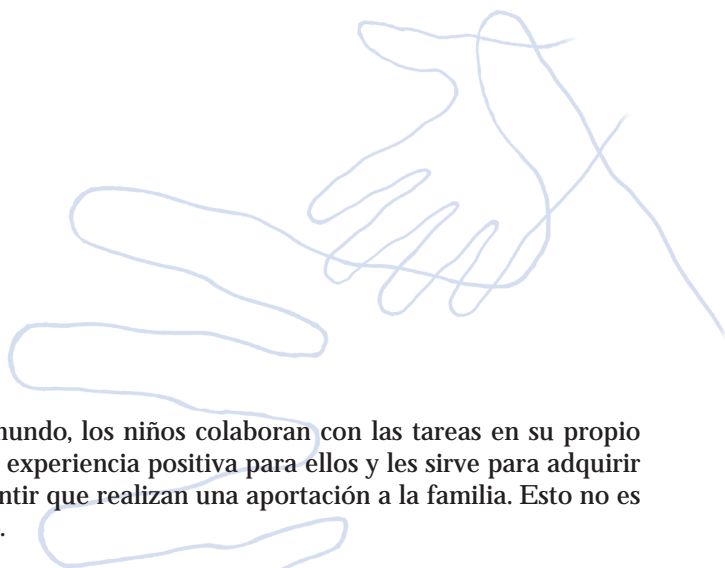 mundo, los niños colaboran con las tareas en su propio
experiencia positiva para ellos y les sirve para adquirir
ntir que realizan una aportación a la familia. Esto no es
.